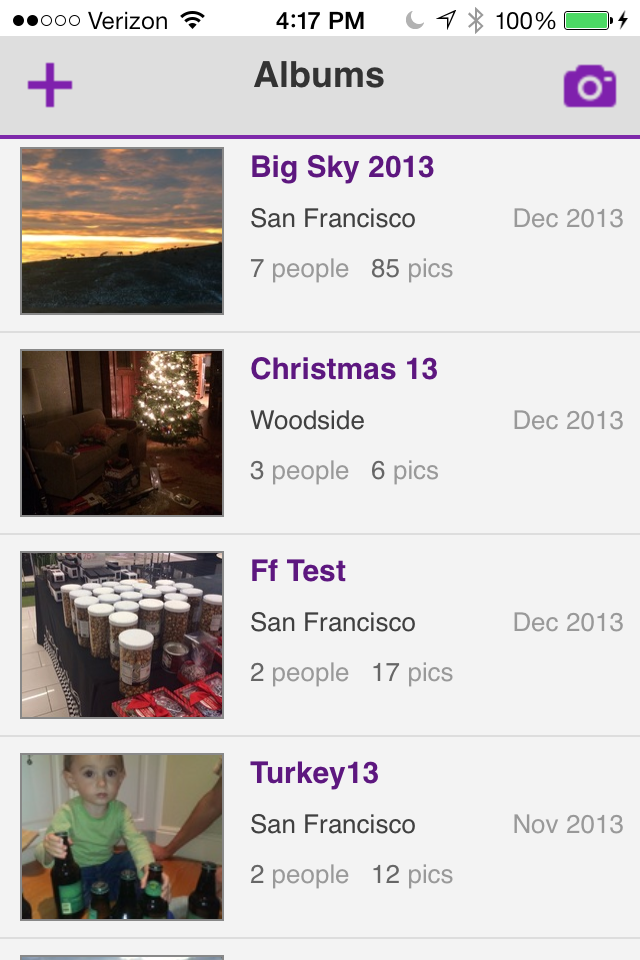 Verizon 4:17 PM 100%
Albums
Big Sky 2013
San Francisco Dec 2013
7 people 85 pics
Christmas 13
Woodside Dec 2013
3 people 6 pics
Ff Test
San Francisco Dec 2013
2 people 17 pics
Turkey13
San Francisco Nov 2013
2 people 12 pics